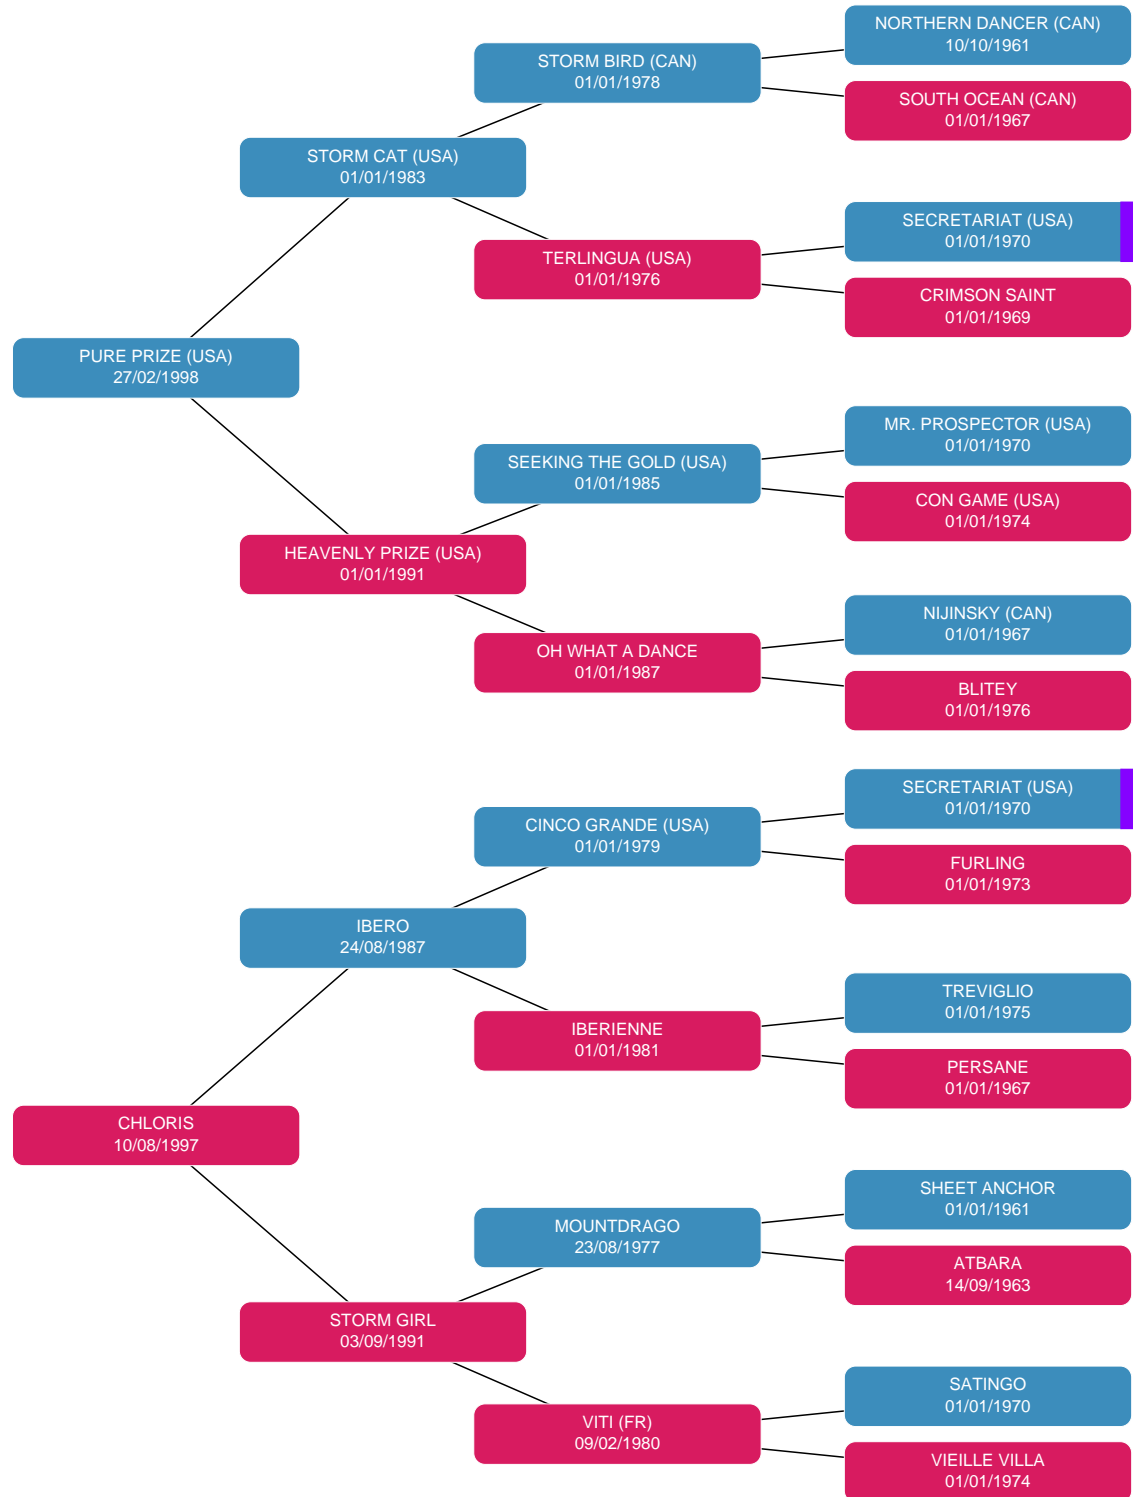 NORTHERN DANCER (CAN)
10/10/1961
STORM BIRD (CAN)
01/01/1978
SOUTH OCEAN (CAN)
01/01/1967
STORM CAT (USA)
01/01/1983
SECRETARIAT (USA)
01/01/1970
TERLINGUA (USA)
01/01/1976
CRIMSON SAINT
01/01/1969
PURE PRIZE (USA)
27/02/1998
MR. PROSPECTOR (USA)
01/01/1970
SEEKING THE GOLD (USA)
01/01/1985
CON GAME (USA)
01/01/1974
HEAVENLY PRIZE (USA)
01/01/1991
NIJINSKY (CAN)
01/01/1967
OH WHAT A DANCE
01/01/1987
BLITEY
01/01/1976
SECRETARIAT (USA)
01/01/1970
CINCO GRANDE (USA)
01/01/1979
FURLING
01/01/1973
IBERO
24/08/1987
TREVIGLIO
01/01/1975
IBERIENNE
01/01/1981
PERSANE
01/01/1967
CHLORIS
10/08/1997
SHEET ANCHOR
01/01/1961
MOUNTDRAGO
23/08/1977
ATBARA
14/09/1963
STORM GIRL
03/09/1991
SATINGO
01/01/1970
VITI (FR)
09/02/1980
VIEILLE VILLA
01/01/1974